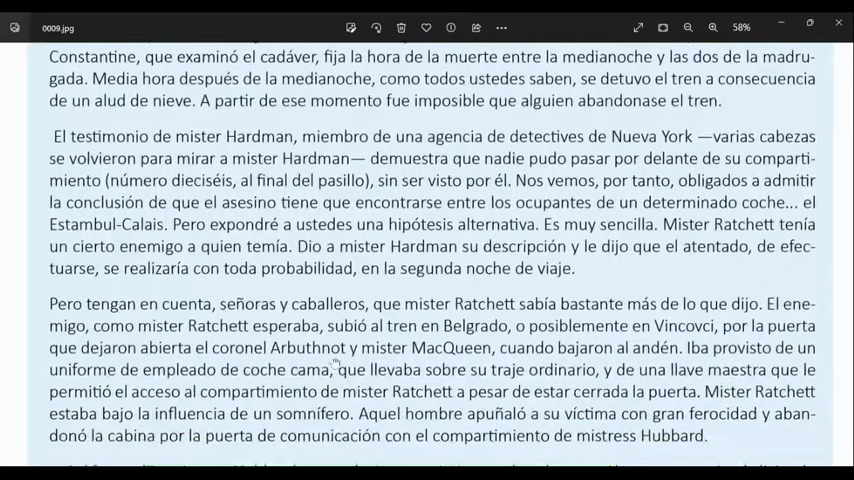 0009.jpg
58%
Constantine, que examinó el cadáver, fija la hora de la muerte entre la medianoche y las dos de la madru-
gada. Media hora después de la medianoche, como todos ustedes saben, se detuvo el tren a consecuencia
de un alud de nieve. A partir de ese momento fue imposible que alguien abandonase el tren.
El testimonio de mister Hardman, miembro de una agencia de detectives de Nueva York —varias cabezas
se volvieron para mirar a mister Hardman— demuestra que nadie pudo pasar por delante de su comparti-
miento (número dieciséis, al final del pasillo), sin ser visto por él. Nos vemos, por tanto, obligados a admitir
la conclusión de que el asesino tiene que encontrarse entre los ocupantes de un determinado coche... el
Estambul-Calais. Pero expondré a ustedes una hipótesis alternativa. Es muy sencilla. Mister Ratchett tenía
un cierto enemigo a quien temía. Dio a mister Hardman su descripción y le dijo que el atentado, de efec-
tuarse, se realizaría con toda probabilidad, en la segunda noche de viaje.
Pero tengan en cuenta, señoras y caballeros, que mister Ratchett sabía bastante más de lo que dijo. El ene-
migo, como mister Ratchett esperaba, subió al tren en Belgrado, o posiblemente en Vincovci, por la puerta
que dejaron abierta el coronel Arbuthnot y mister MacQueen, cuando bajaron al andén. Iba provisto de un
uniforme de empleado de coche cama, que llevaba sobre su traje ordinario, y de una llave maestra que le
permitió el acceso al compartimiento de mister Ratchett a pesar de estar cerrada la puerta. Mister Ratchett
estaba bajo la influencia de un somnífero. Aquel hombre apuñaló a su víctima con gran ferocidad y aban-
donó la cabina por la puerta de comunicación con el compartimiento de mistress Hubbard.